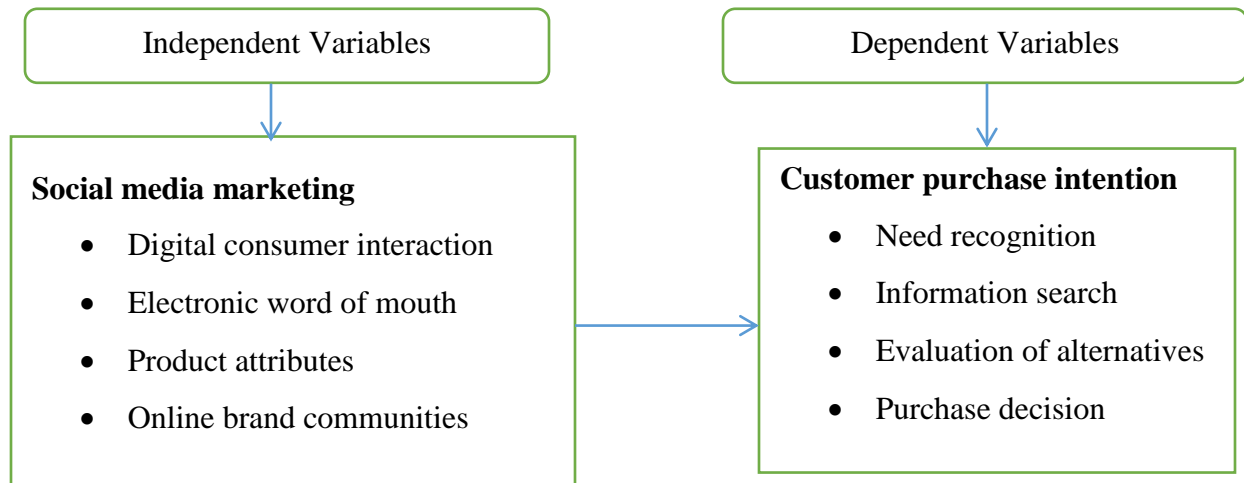 Independent Variables
Dependent Variables
Social media marketing
• Digital consumer interaction
• Electronic word of mouth
• Product attributes
• Online brand communities
Customer purchase intention
• Need recognition
• Information search
• Evaluation of alternatives
• Purchase decision